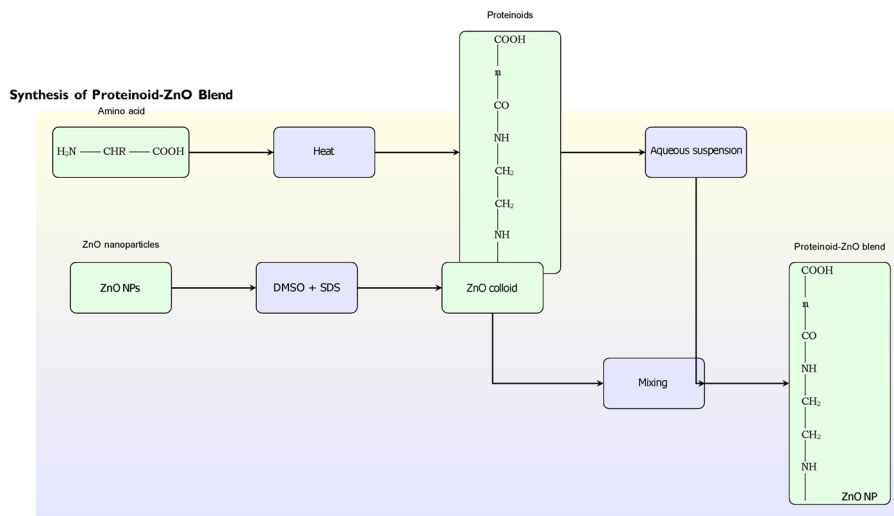 Proteinoids
COOH
n
CO
NH
CH₂
CH₂
NH
Synthesis of Proteinoid-ZnO Blend
Amino acid
H₂N — CHR — COOH
Heat
Aqueous suspension
ZnO nanoparticles
ZnO NPs
DMSO + SDS
ZnO colloid
Mixing
Proteinoid-ZnO blend
COOH
n
CO
NH
CH₂
CH₂
NH
ZnO NP